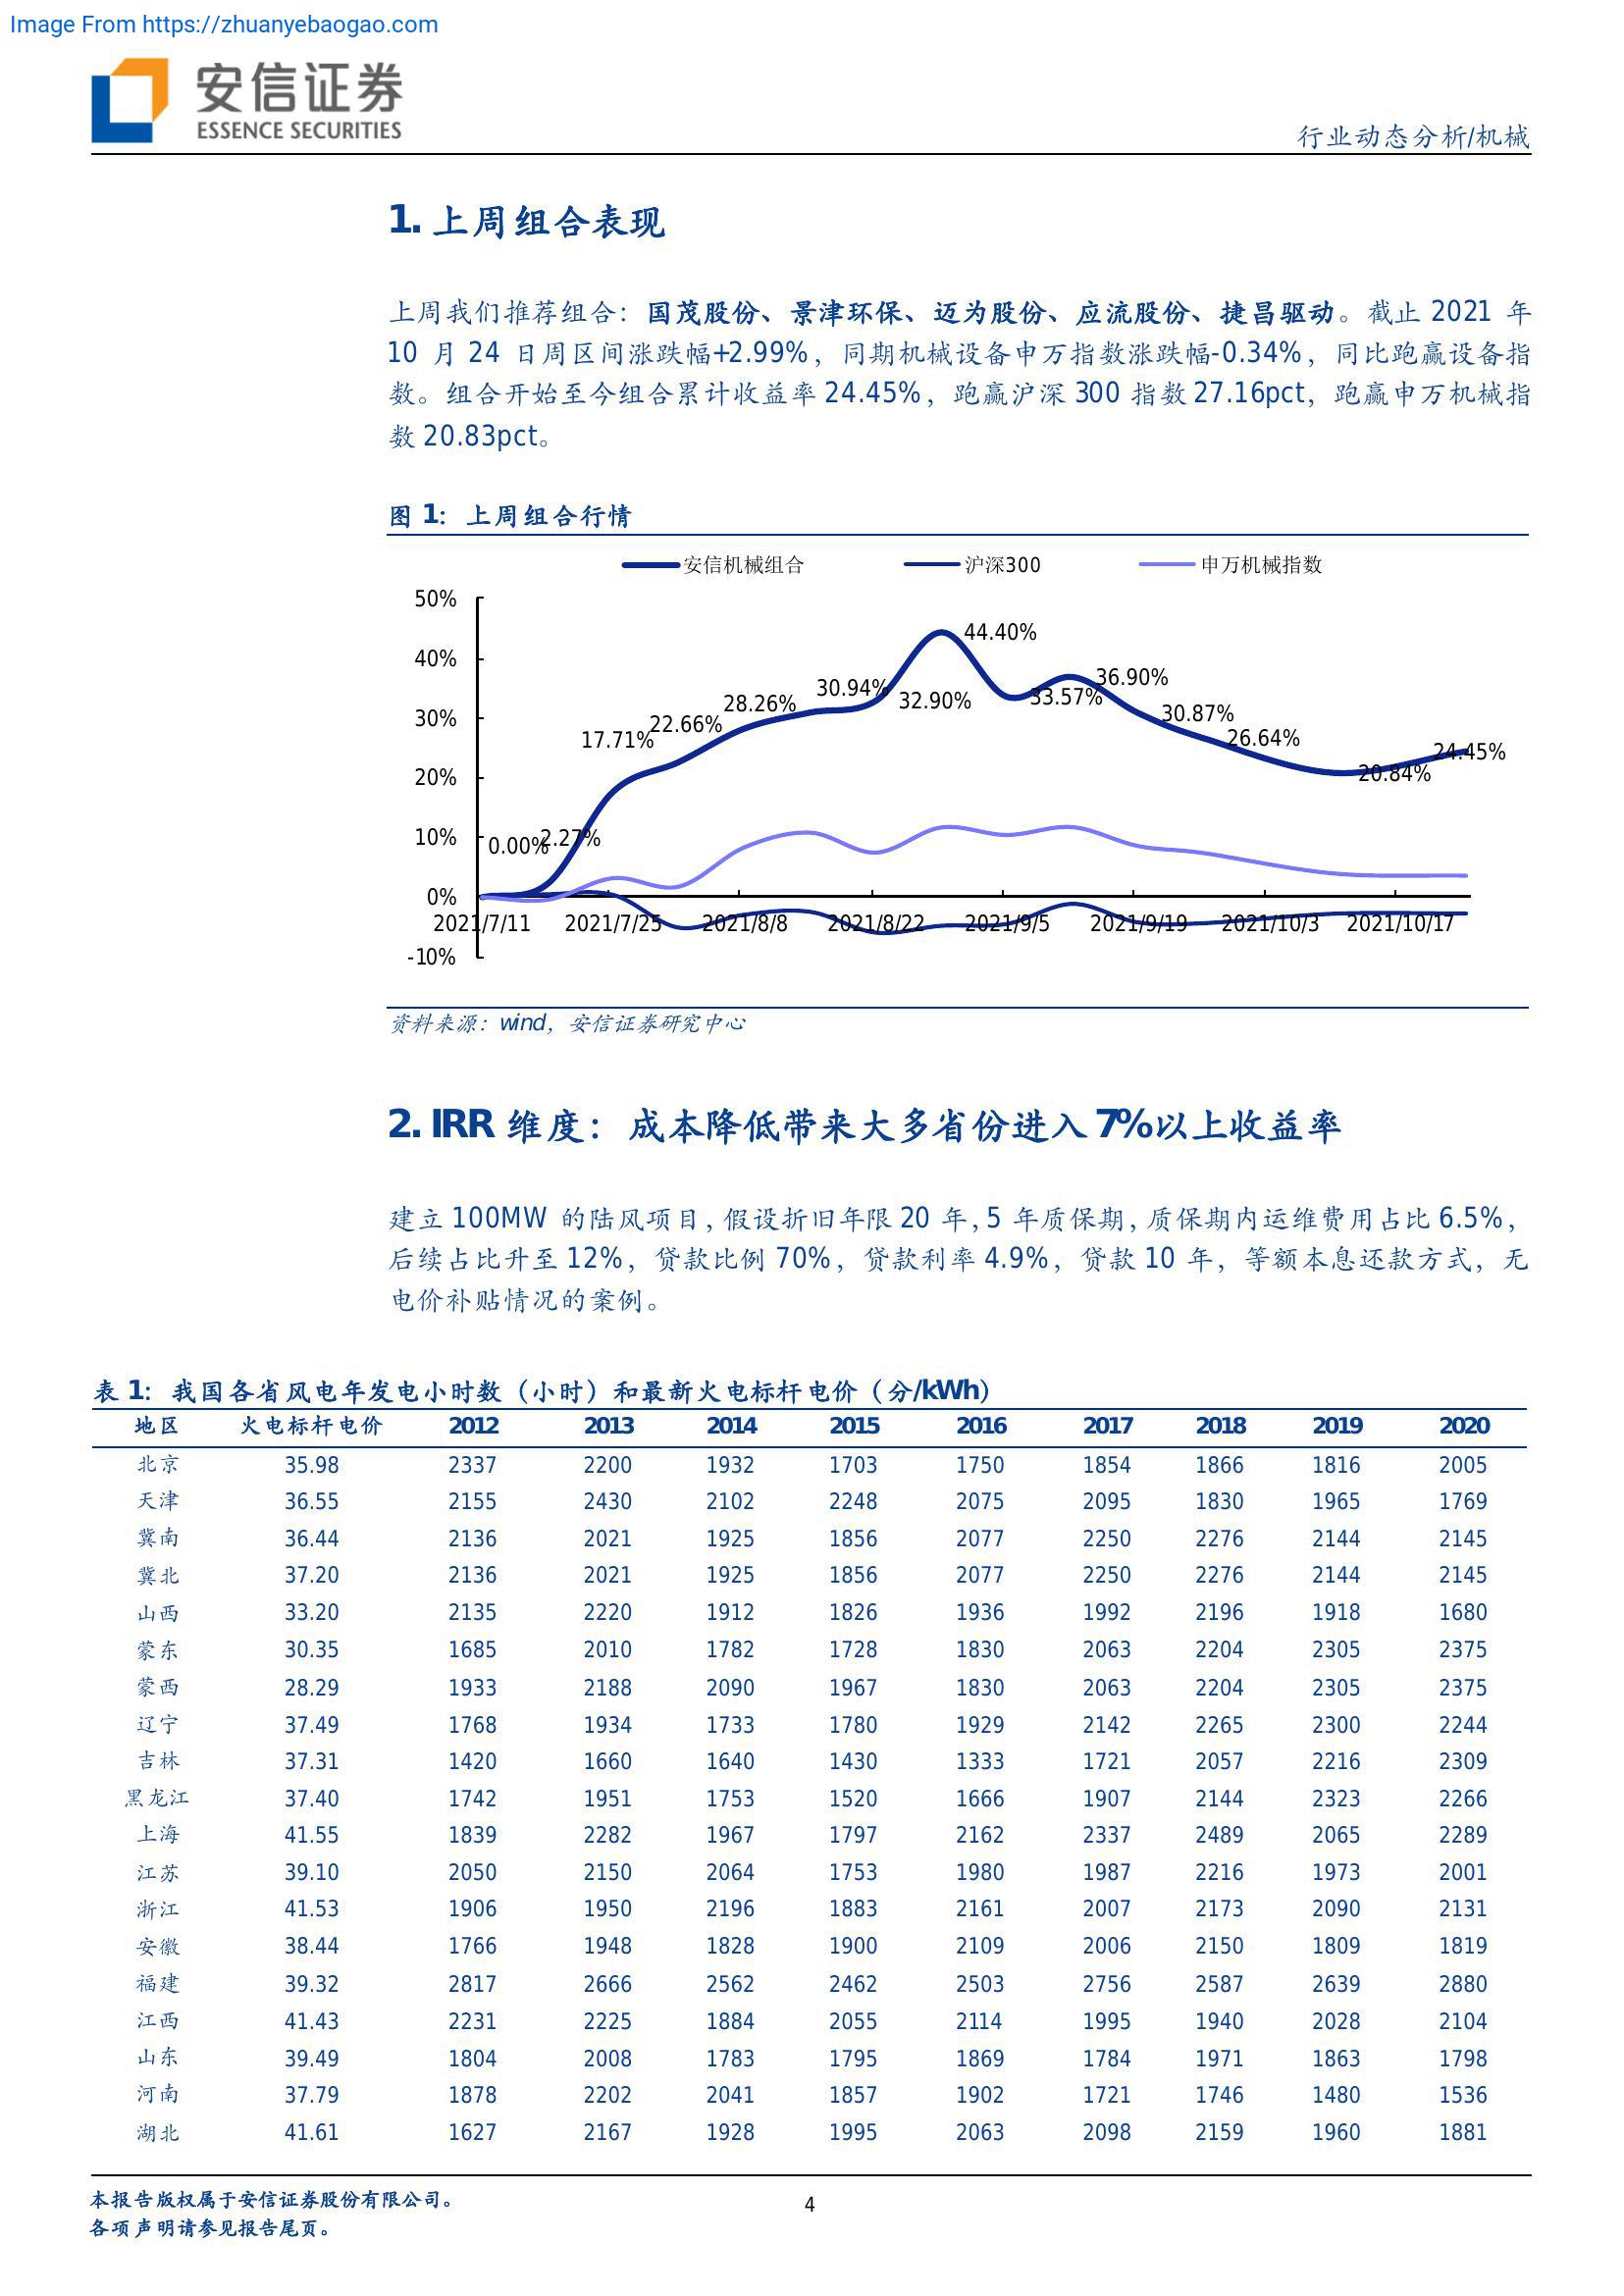 Image From https://zhuanyebaogao.com
安信证券
ESSENCE SECURITIES
行业动态分析/机械
1. 上周组合表现
上周我们推荐组合：国茂股份、景津环保、迈为股份、应流股份、捷昌驱动。截止 2021 年
10 月 24 日周区间涨跌幅+2.99%，同期机械设备申万指数涨跌幅-0.34%，同比跑赢设备指
数。组合开始至今组合累计收益率 24.45%，跑赢沪深 300 指数 27.16pct，跑赢申万机械指
数 20.83pct。
图 1：上周组合行情
安信机械组合 沪深300 申万机械指数
50%
40%
30%
20%
10%
0%
-10%
0.00% 2.27% 17.71% 22.66% 28.26% 30.94% 32.90% 44.40% 33.57% 36.90% 30.87% 26.64% 20.84% 24.45%
2021/7/11 2021/7/25 2021/8/8 2021/8/22 2021/9/5 2021/9/19 2021/10/3 2021/10/17
资料来源：wind，安信证券研究中心
2. IRR 维度：成本降低带来大多省份进入 7%以上收益率
建立 100MW 的陆风项目，假设折旧年限 20 年，5 年质保期，质保期内运维费用占比 6.5%，
后续占比升至 12%，贷款比例 70%，贷款利率 4.9%，贷款 10 年，等额本息还款方式，无
电价补贴情况的案例。
表 1：我国各省风电年发电小时数（小时）和最新火电标杆电价（分/kWh）
地区 火电标杆电价 2012 2013 2014 2015 2016 2017 2018 2019 2020
北京 35.98 2337 2200 1932 1703 1750 1854 1866 1816 2005
天津 36.55 2155 2430 2102 2248 2075 2095 1830 1965 1769
冀南 36.44 2136 2021 1925 1856 2077 2250 2276 2144 2145
冀北 37.20 2136 2021 1925 1856 2077 2250 2276 2144 2145
山西 33.20 2135 2220 1912 1826 1936 1992 2196 1918 1680
蒙东 30.35 1685 2010 1782 1728 1830 2063 2204 2305 2375
蒙西 28.29 1933 2188 2090 1967 1830 2063 2204 2305 2375
辽宁 37.49 1768 1934 1733 1780 1929 2142 2265 2300 2244
吉林 37.31 1420 1660 1640 1430 1333 1721 2057 2216 2309
黑龙江 37.40 1742 1951 1753 1520 1666 1907 2144 2323 2266
上海 41.55 1839 2282 1967 1797 2162 2337 2489 2065 2289
江苏 39.10 2050 2150 2064 1753 1980 1987 2216 1973 2001
浙江 41.53 1906 1950 2196 1883 2161 2007 2173 2090 2131
安徽 38.44 1766 1948 1828 1900 2109 2006 2150 1809 1819
福建 39.32 2817 2666 2562 2462 2503 2756 2587 2639 2880
江西 41.43 2231 2225 1884 2055 2114 1995 1940 2028 2104
山东 39.49 1804 2008 1783 1795 1869 1784 1971 1863 1798
河南 37.79 1878 2202 2041 1857 1902 1721 1746 1480 1536
湖北 41.61 1627 2167 1928 1995 2063 2098 2159 1960 1881
本报告版权属于安信证券股份有限公司。
各项声明请参见报告尾页。
4